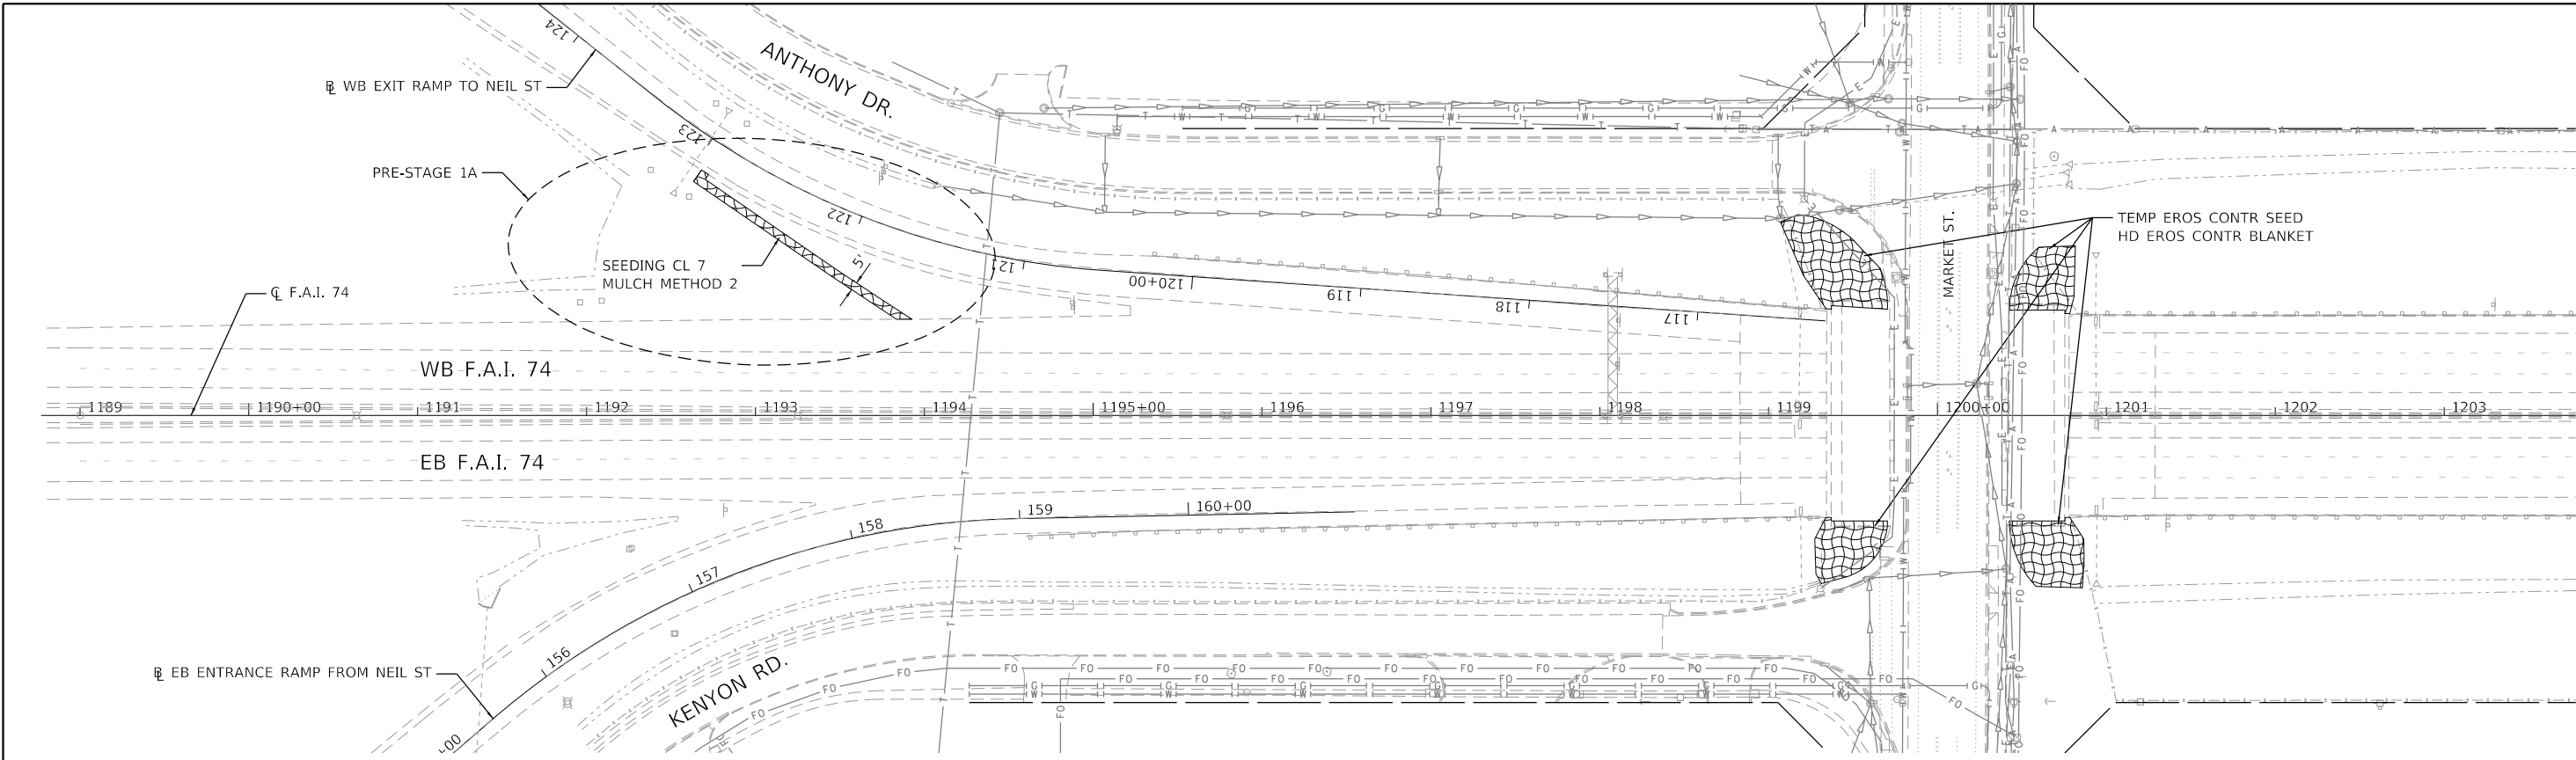 124
ANTHONY DR.
℄ WB EXIT RAMP TO NEIL ST
123
PRE-STAGE 1A
122
SEEDING CL 7
MULCH METHOD 2
5'
121
120+00
119
118
117
MARKET ST.
TEMP EROS CONTR SEED
HD EROS CONTR BLANKET
℄ F.A.I. 74
WB F.A.I. 74
1189
1190+00
1191
1192
1193
1194
1195+00
1196
1197
1198
1199
1200+00
1201
1202
1203
EB F.A.I. 74
160+00
159
158
157
156
℄ EB ENTRANCE RAMP FROM NEIL ST
KENYON RD.
+00